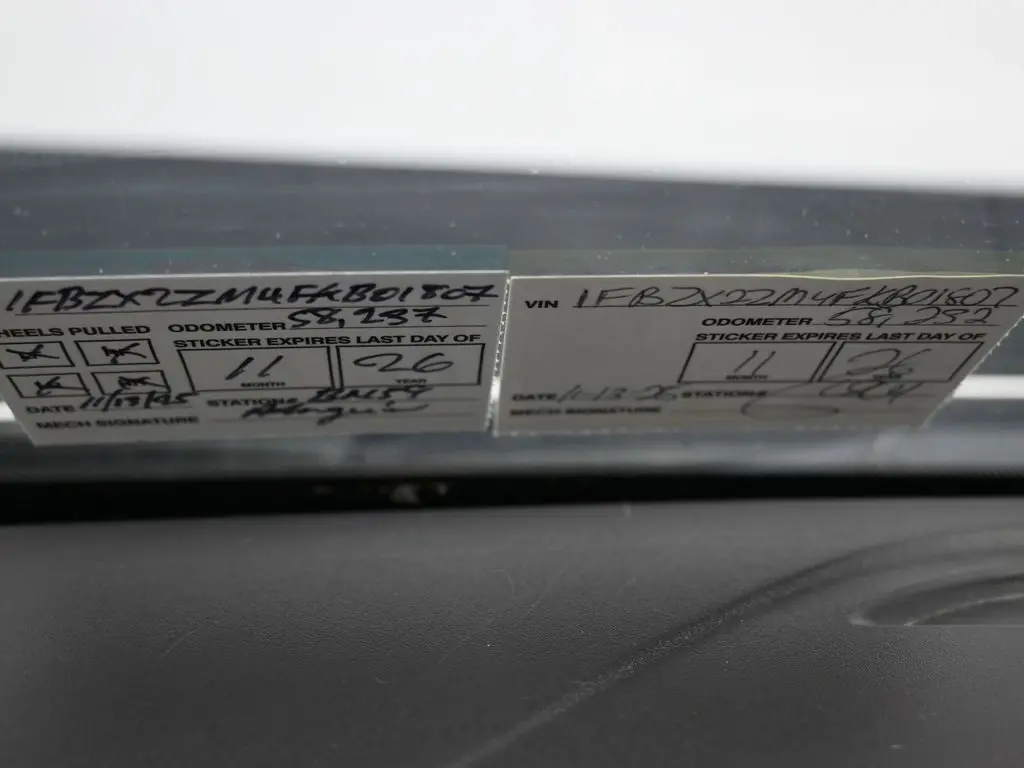 1FBZX2ZM4FKB01807
HEELS PULLED ODOMETER 58,237
STICKER EXPIRES LAST DAY OF
11 26
MONTH YEAR
DATE 11/13/25 STATION#
MECH SIGNATURE
VIN 1FBZX2ZM4FKB01807
ODOMETER 58,232
STICKER EXPIRES LAST DAY OF
11 26
MONTH
DATE 11-13-25 STATION#
MECH SIGNATURE